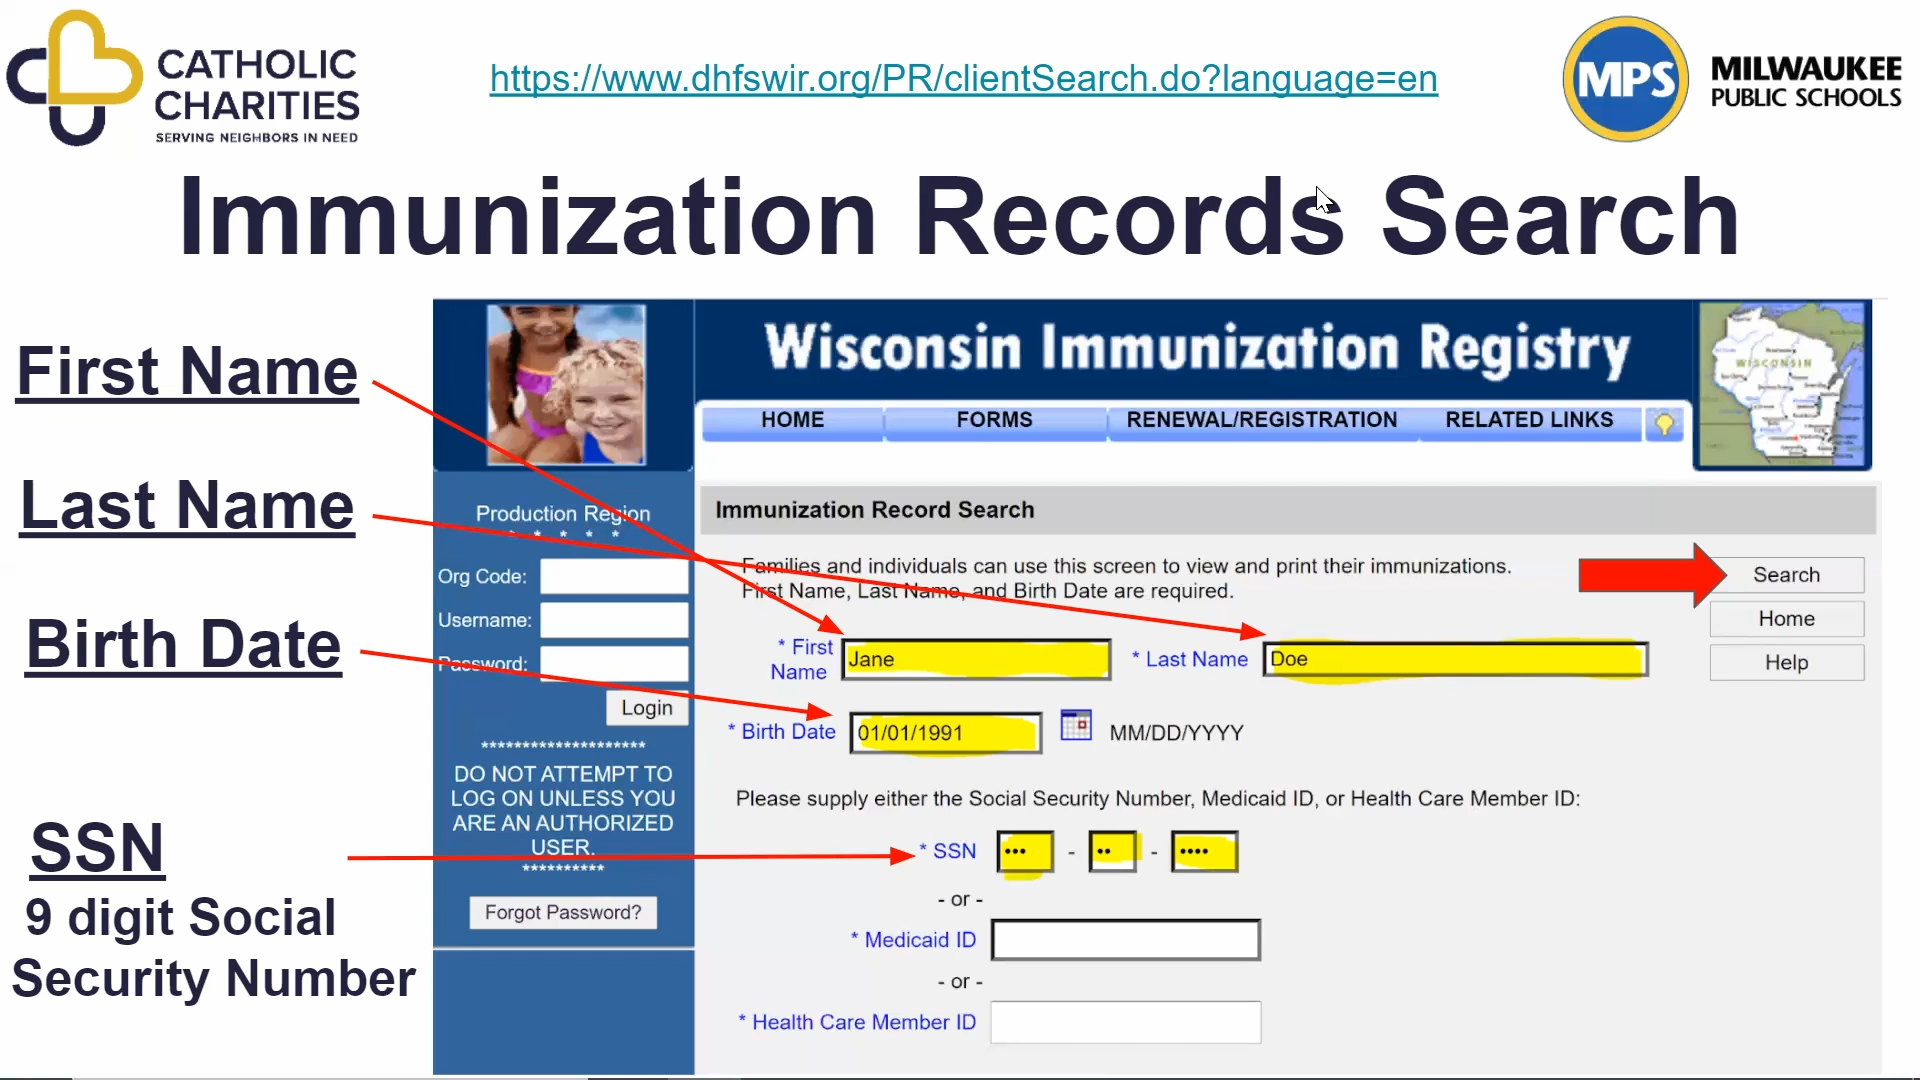 CATHOLIC
CHARITIES
SERVING NEIGHBORS IN NEED
https://www.dhfswir.org/PR/clientSearch.do?language=en
MPS
MILWAUKEE
PUBLIC SCHOOLS
Immunization Records Search
First Name
Last Name
Birth Date
SSN
9 digit Social
Security Number
Wisconsin Immunization Registry
HOME FORMS RENEWAL/REGISTRATION RELATED LINKS
WISCONSIN
Production Region
* * * * *
Org Code:
Username:
Password:
Login
********************
DO NOT ATTEMPT TO
LOG ON UNLESS YOU
ARE AN AUTHORIZED
USER.
**********
Forgot Password?
Immunization Record Search
Families and individuals can use this screen to view and print their immunizations.
First Name, Last Name, and Birth Date are required.
Search
Home
Help
* First
Name
Jane
* Last Name Doe
* Birth Date 01/01/1991 MM/DD/YYYY
Please supply either the Social Security Number, Medicaid ID, or Health Care Member ID:
* SSN ••• - •• - ••••
- or -
* Medicaid ID
- or -
* Health Care Member ID